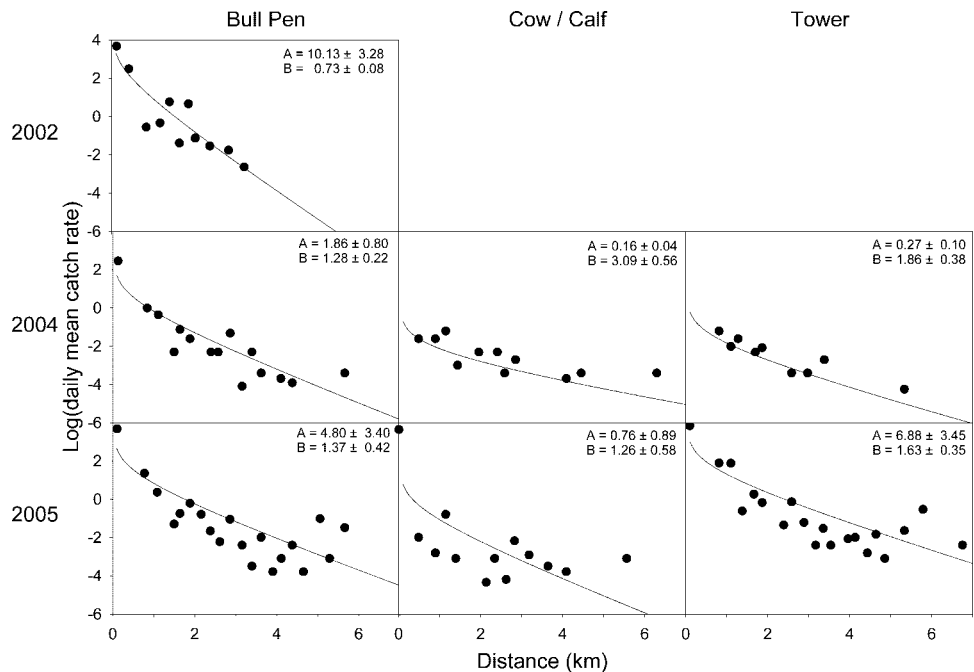 Bull Pen Cow / Calf Tower
2002
2004
2005
Log(daily mean catch rate)
4
2
0
-2
-4
-6
A = 10.13 ± 3.28
B = 0.73 ± 0.08
2
0
-2
-4
-6
A = 1.86 ± 0.80
B = 1.28 ± 0.22
A = 0.16 ± 0.04
B = 3.09 ± 0.56
A = 0.27 ± 0.10
B = 1.86 ± 0.38
2
0
-2
-4
-6
A = 4.80 ± 3.40
B = 1.37 ± 0.42
A = 0.76 ± 0.89
B = 1.26 ± 0.58
A = 6.88 ± 3.45
B = 1.63 ± 0.35
0 2 4 6 0 2 4 6 0 2 4 6
Distance (km)